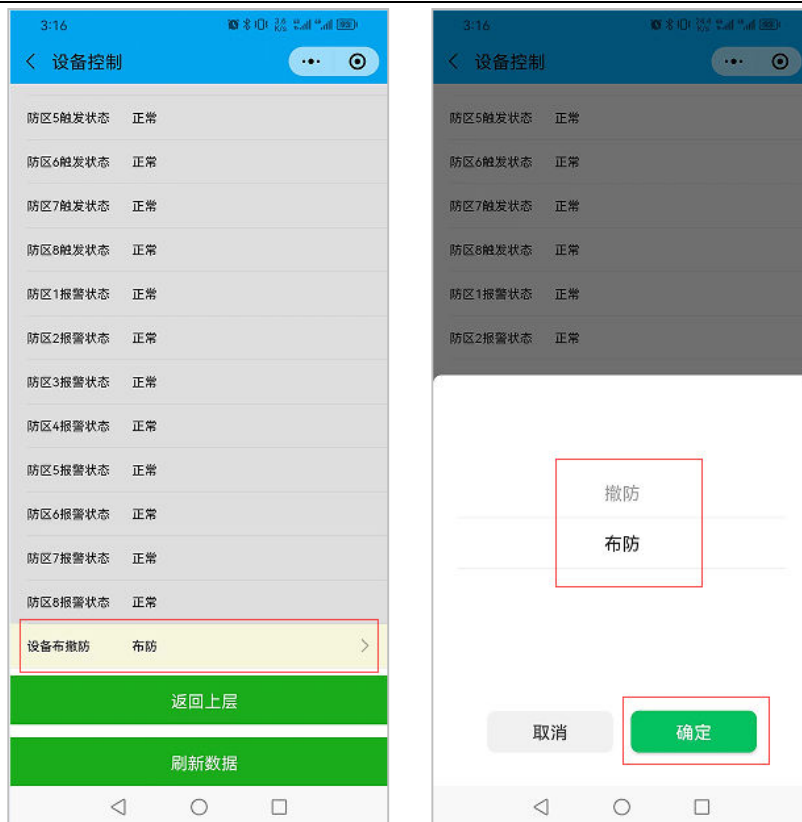 3:16
设备控制
防区5触发状态 正常
防区6触发状态 正常
防区7触发状态 正常
防区8触发状态 正常
防区1报警状态 正常
防区2报警状态 正常
防区3报警状态 正常
防区4报警状态 正常
防区5报警状态 正常
防区6报警状态 正常
防区7报警状态 正常
防区8报警状态 正常
设备布撤防 布防
返回上层
刷新数据
3:16
设备控制
防区5触发状态 正常
防区6触发状态 正常
防区7触发状态 正常
防区8触发状态 正常
防区1报警状态 正常
防区2报警状态 正常
撤防
布防
取消 确定